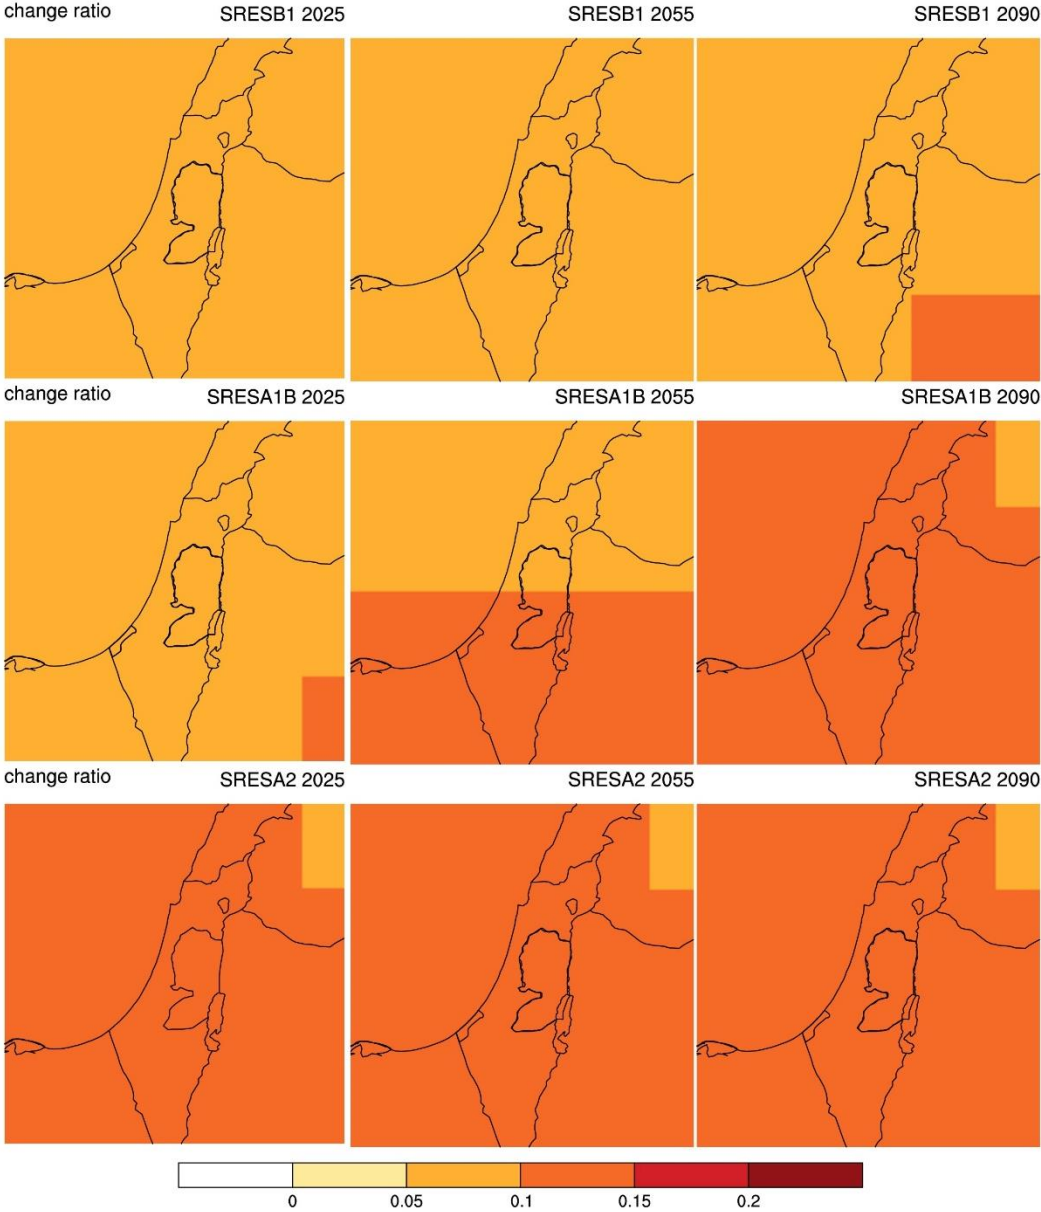 change ratio SRESB1 2025 SRESB1 2055 SRESB1 2090
change ratio SRESA1B 2025 SRESA1B 2055 SRESA1B 2090
change ratio SRESA2 2025 SRESA2 2055 SRESA2 2090
0 0.05 0.1 0.15 0.2